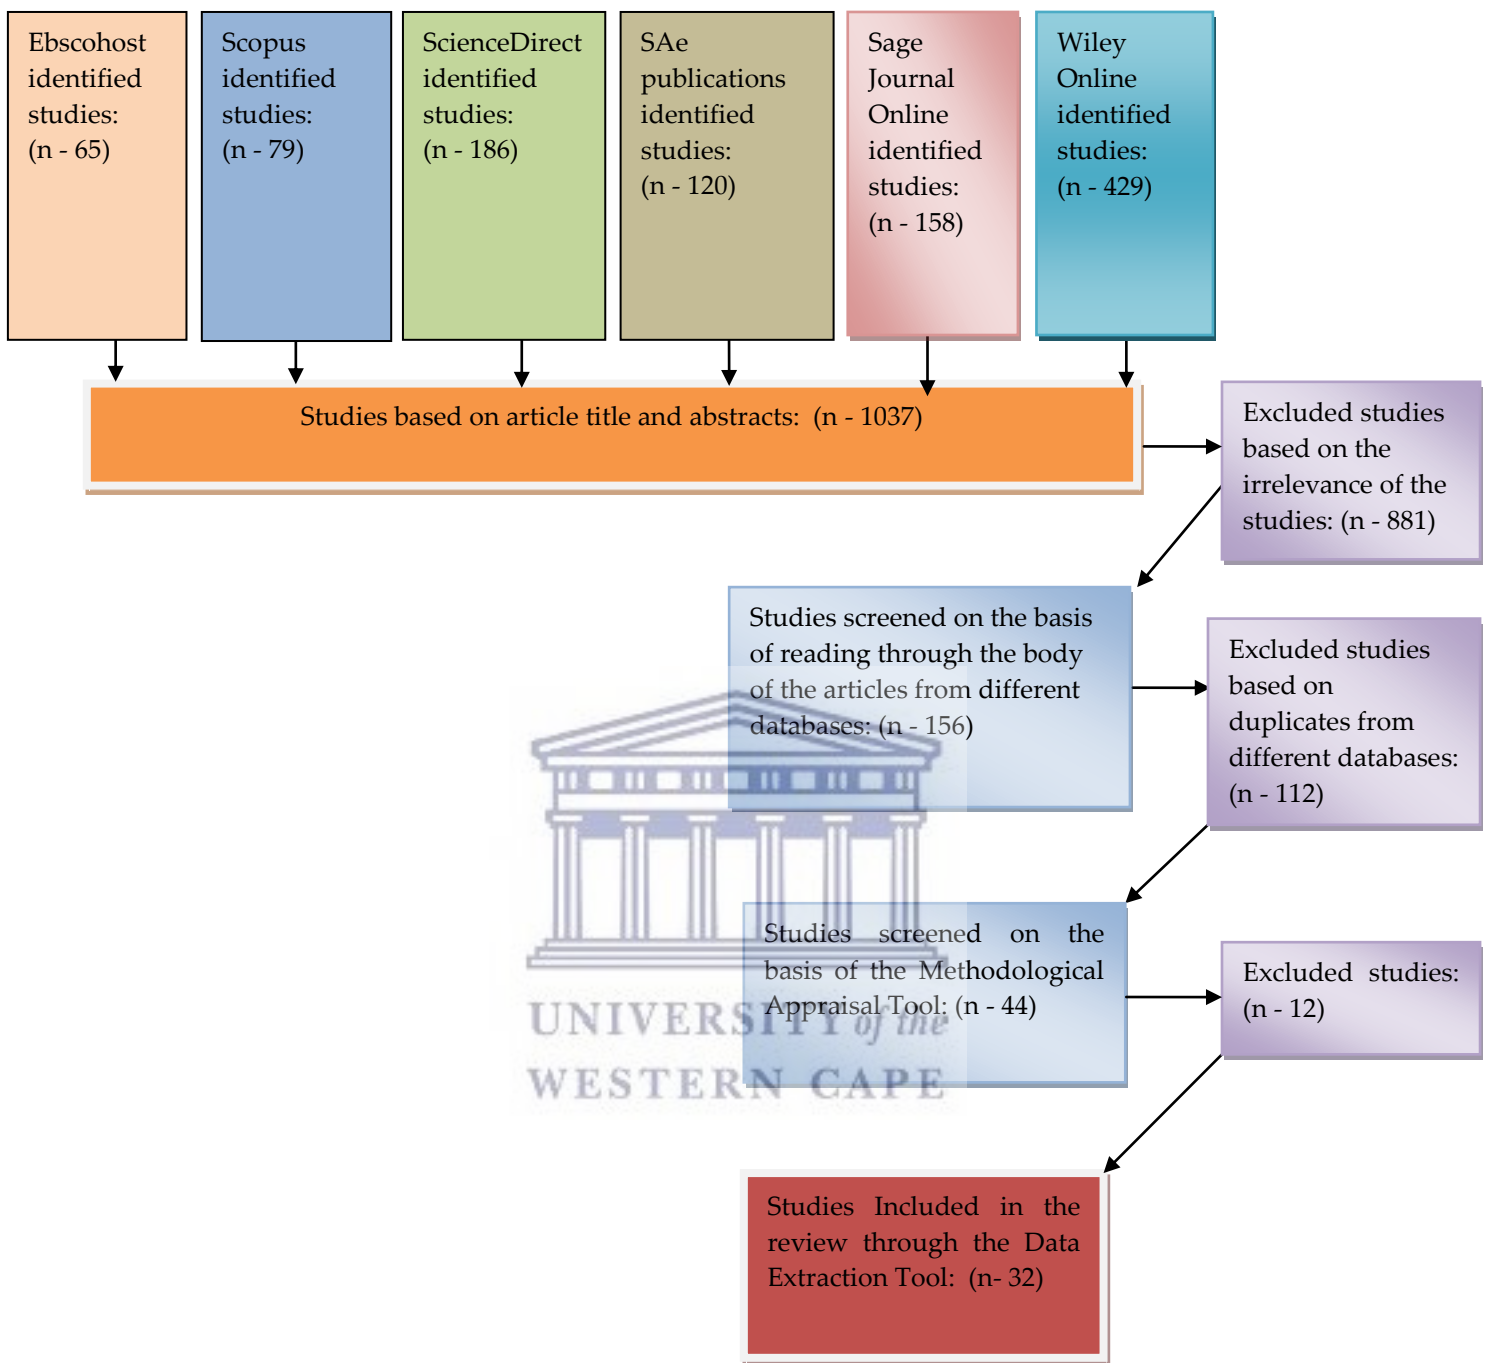 Ebscohost
identified
studies:
(n - 65)
Scopus
identified
studies:
(n - 79)
ScienceDirect
identified
studies:
(n - 186)
SAe
publications
identified
studies:
(n - 120)
Sage
Journal
Online
identified
studies:
(n - 158)
Wiley
Online
identified
studies:
(n - 429)
Studies based on article title and abstracts: (n - 1037)
Excluded studies
based on the
irrelevance of the
studies: (n - 881)
Studies screened on the basis
of reading through the body
of the articles from different
databases: (n - 156)
Excluded studies
based on
duplicates from
different databases:
(n - 112)
Studies screened on the
basis of the Methodological
Appraisal Tool: (n - 44)
Excluded studies:
(n - 12)
UNIVERSITY of the
WESTERN CAPE
Studies Included in the
review through the Data
Extraction Tool: (n- 32)